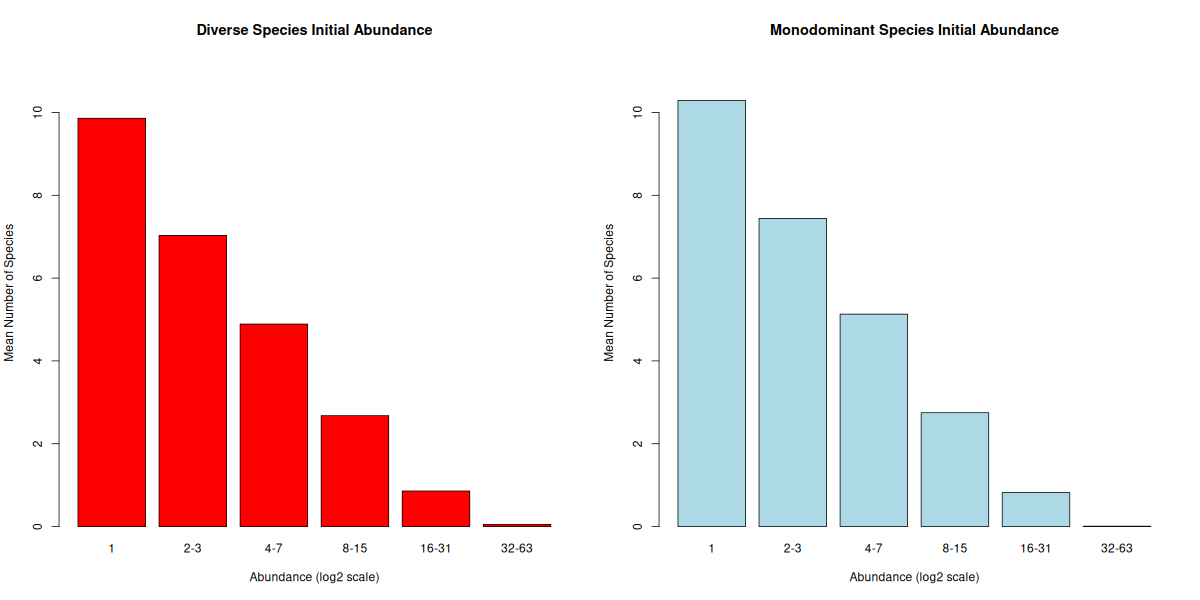 Diverse Species Initial Abundance
Mean Number of Species
10
8
6
4
2
0
1 2-3 4-7 8-15 16-31 32-63
Abundance (log2 scale)
Monodominant Species Initial Abundance
Mean Number of Species
10
8
6
4
2
0
1 2-3 4-7 8-15 16-31 32-63
Abundance (log2 scale)